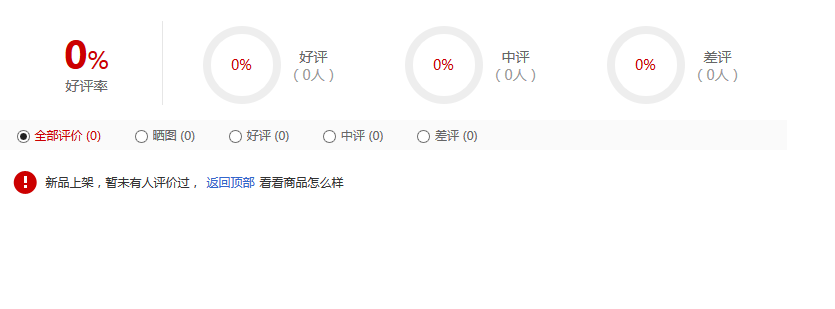 0%
好评率
0%
好评
（0人）
0%
中评
（0人）
0%
差评
（0人）
全部评价 (0) 晒图 (0) 好评 (0) 中评 (0) 差评 (0)
新品上架，暂未有人评价过， 返回顶部 看看商品怎么样